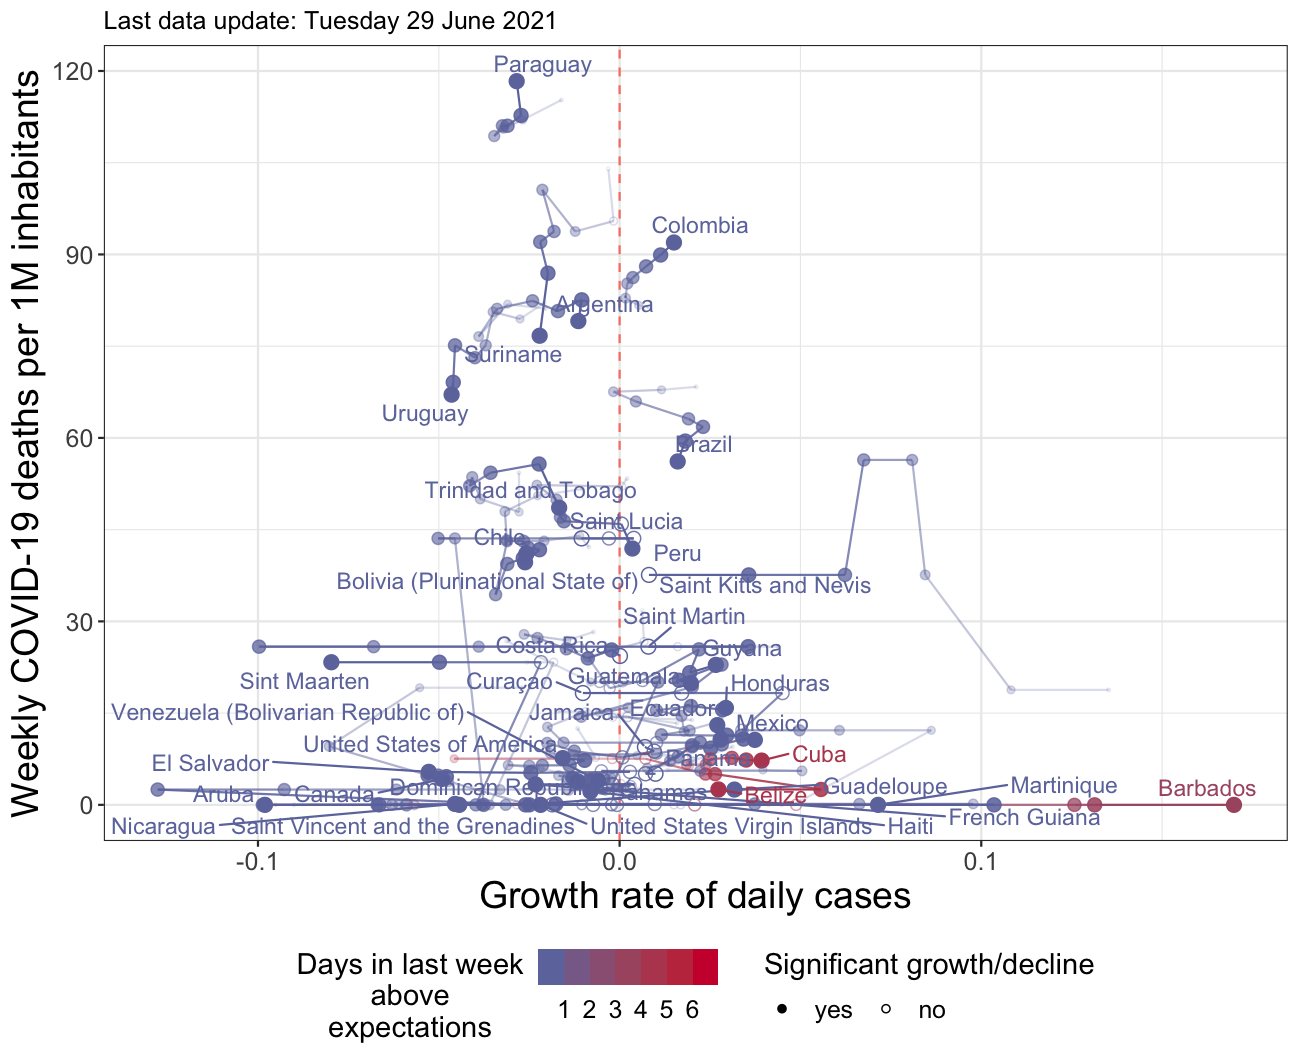 Last data update: Tuesday 29 June 2021
Weekly COVID-19 deaths per 1M inhabitants
120
90
60
30
0
Paraguay
Colombia
Argentina
Suriname
Uruguay
Brazil
Trinidad and Tobago
Saint Lucia
Chile
Peru
Bolivia (Plurinational State of)
Saint Kitts and Nevis
Saint Martin
Costa Rica
Guyana
Sint Maarten
Curaçao
Guatemala
Honduras
Venezuela (Bolivarian Republic of)
Jamaica
Ecuador
Mexico
United States of America
Panama
Cuba
El Salvador
Aruba
Canada
Dominican Republic
Bahamas
Belize
Guadeloupe
Martinique
Barbados
Nicaragua
Saint Vincent and the Grenadines
United States Virgin Islands
Haiti
French Guiana
-0.1
0.0
0.1
Growth rate of daily cases
Days in last week
above
expectations
1 2 3 4 5 6
Significant growth/decline
yes
no